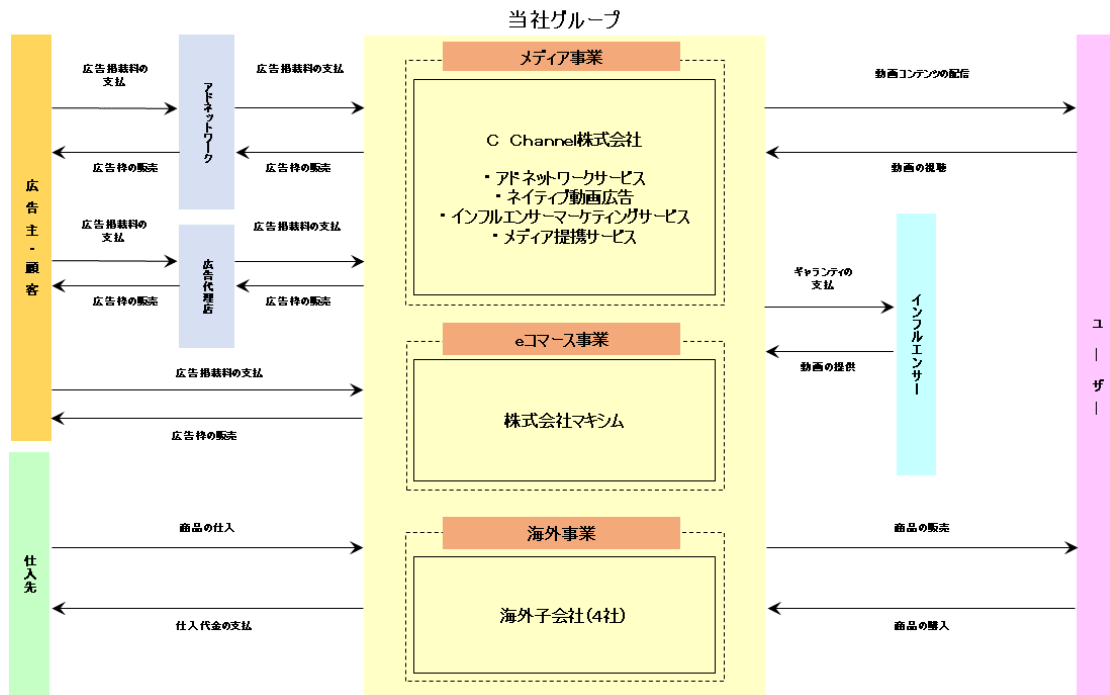 当社グループ
広告主・顧客
広告掲載料の
支払
アドネットワーク
広告掲載料の支払
広告枠の販売
広告枠の販売
広告掲載料の
支払
広告代理店
広告掲載料の支払
広告枠の販売
広告枠の販売
広告掲載料の支払
広告枠の販売
仕入先
商品の仕入
仕入代金の支払
メディア事業
C Channel株式会社
・アドネットワークサービス
・ネイティブ動画広告
・インフルエンサーマーケティングサービス
・メディア提携サービス
eコマース事業
株式会社マキシム
海外事業
海外子会社(4社)
動画コンテンツの配信
動画の視聴
ギャランティの
支払
動画の提供
インフルエンサー
商品の販売
商品の購入
ユーザー